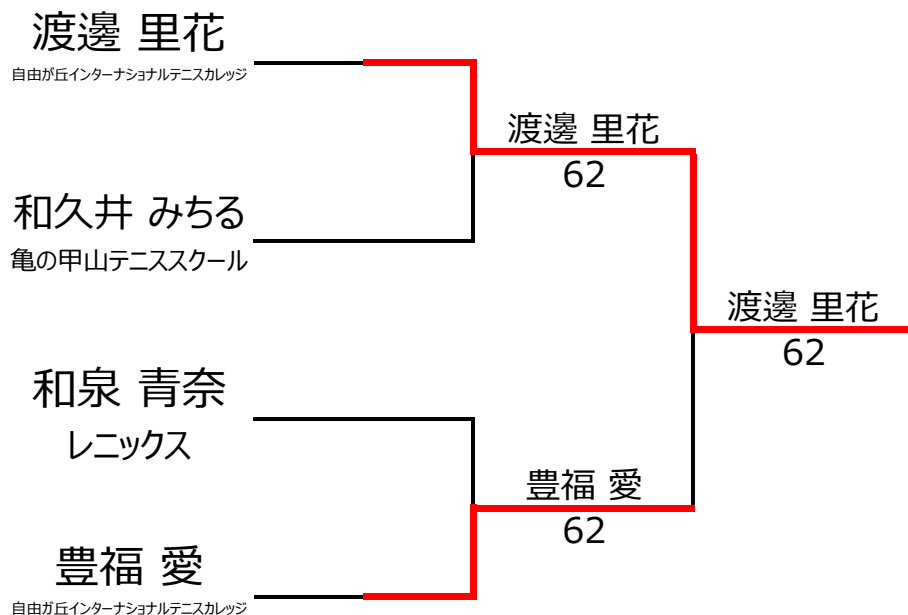 渡邊 里花
自由が丘インターナショナルテニスカレッジ
渡邊 里花
62
和久井 みちる
亀の甲山テニススクール
渡邊 里花
62
和泉 青奈
レニックス
豊福 愛
62
豊福 愛
自由ガ丘インターナショナルテニスカレッジ